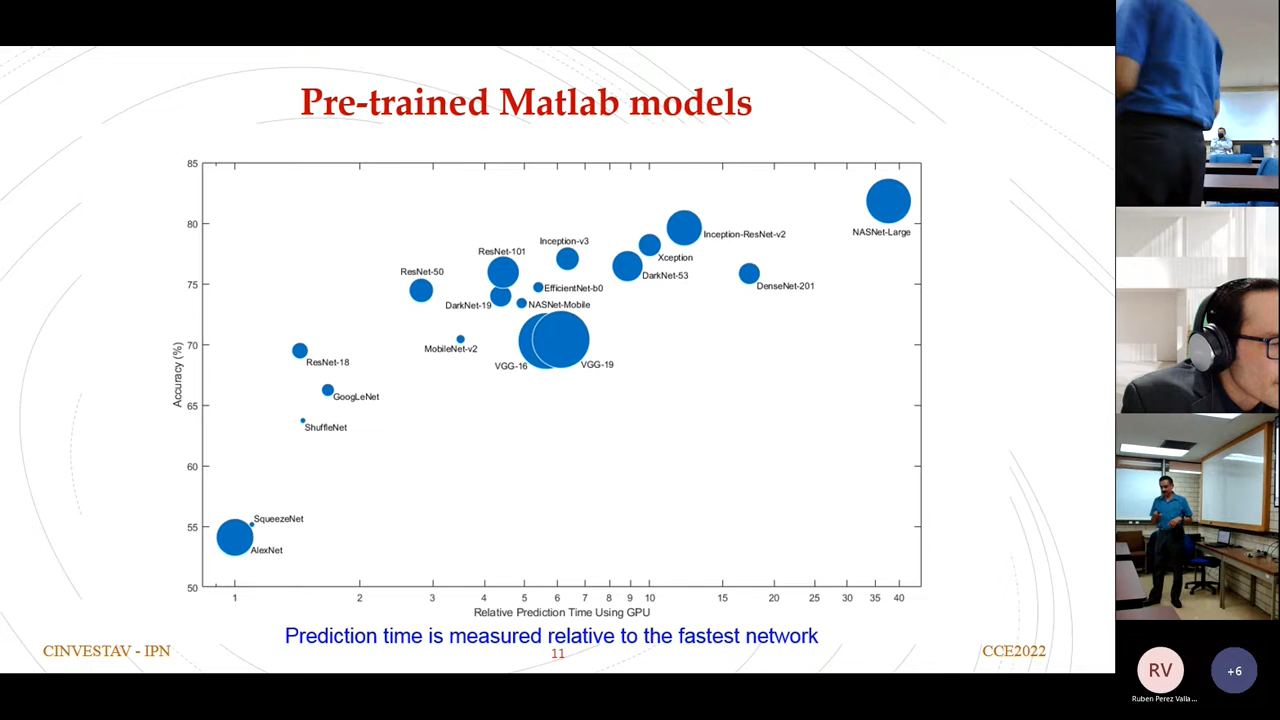 Pre-trained Matlab models
85
80
75
70
65
60
55
50
Accuracy (%)
NASNet-Large
Inception-ResNet-v2
Inception-v3
Xception
ResNet-101
DarkNet-53
ResNet-50
DenseNet-201
EfficientNet-b0
DarkNet-19
NASNet-Mobile
MobileNet-v2
VGG-16
VGG-19
ResNet-18
GoogLeNet
ShuffleNet
SqueezeNet
AlexNet
1 2 3 4 5 6 7 8 9 10 15 20 25 30 35 40
Relative Prediction Time Using GPU
Prediction time is measured relative to the fastest network
CINVESTAV - IPN
11
CCE2022
RV
+6
Ruben Perez Valla...